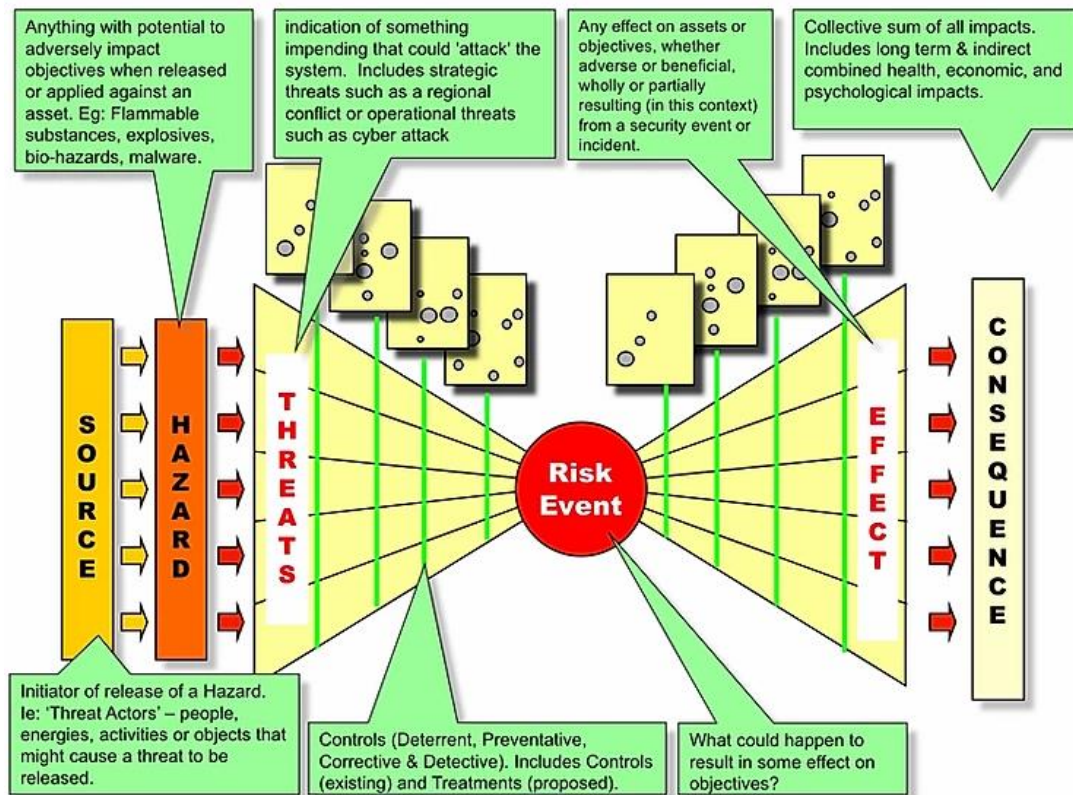 Anything with potential to
adversely impact
objectives when released
or applied against an
asset. Eg: Flammable
substances, explosives,
bio-hazards, malware.
indication of something
impending that could 'attack' the
system.  Includes strategic
threats such as a regional
conflict or operational threats
such as cyber attack
Any effect on assets or
objectives, whether
adverse or beneficial,
wholly or partially
resulting (in this context)
from a security event or
incident.
Collective sum of all impacts.
Includes long term & indirect
combined health, economic, and
psychological impacts.
SOURCE
HAZARD
THREATS
Risk
Event
EFFECT
CONSEQUENCE
Initiator of release of a Hazard.
Ie: 'Threat Actors' – people,
energies, activities or objects that
might cause a threat to be
released.
Controls (Deterrent, Preventative,
Corrective & Detective). Includes Controls
(existing) and Treatments (proposed).
What could happen to
result in some effect on
objectives?